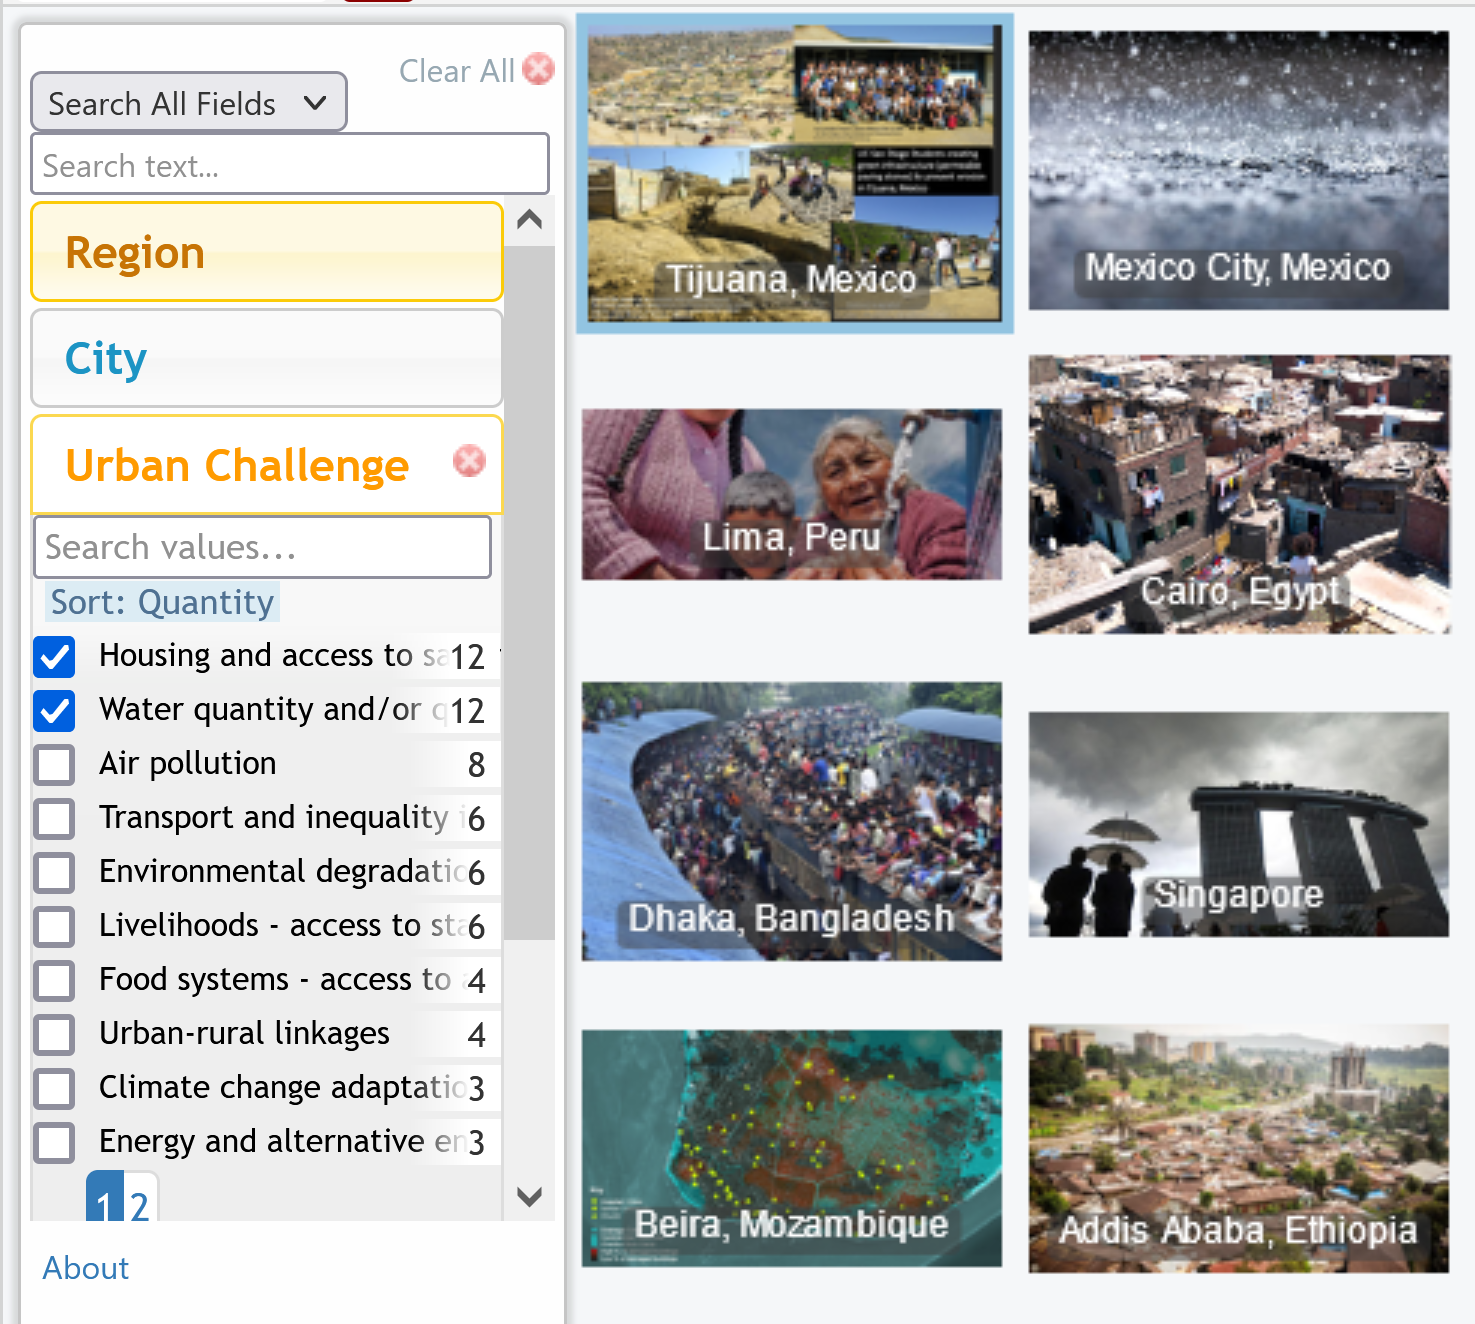 Clear All
Search All Fields
Search text...
Region
City
Urban Challenge
Search values...
Sort: Quantity
Housing and access to sa 12
Water quantity and/or q 12
Air pollution 8
Transport and inequality i 6
Environmental degradatio 6
Livelihoods - access to sta 6
Food systems - access to a 4
Urban-rural linkages 4
Climate change adaptatio 3
Energy and alternative en 3
1 2
About
Tijuana, Mexico
Mexico City, Mexico
Lima, Peru
Cairo, Egypt
Dhaka, Bangladesh
Singapore
Beira, Mozambique
Addis Ababa, Ethiopia